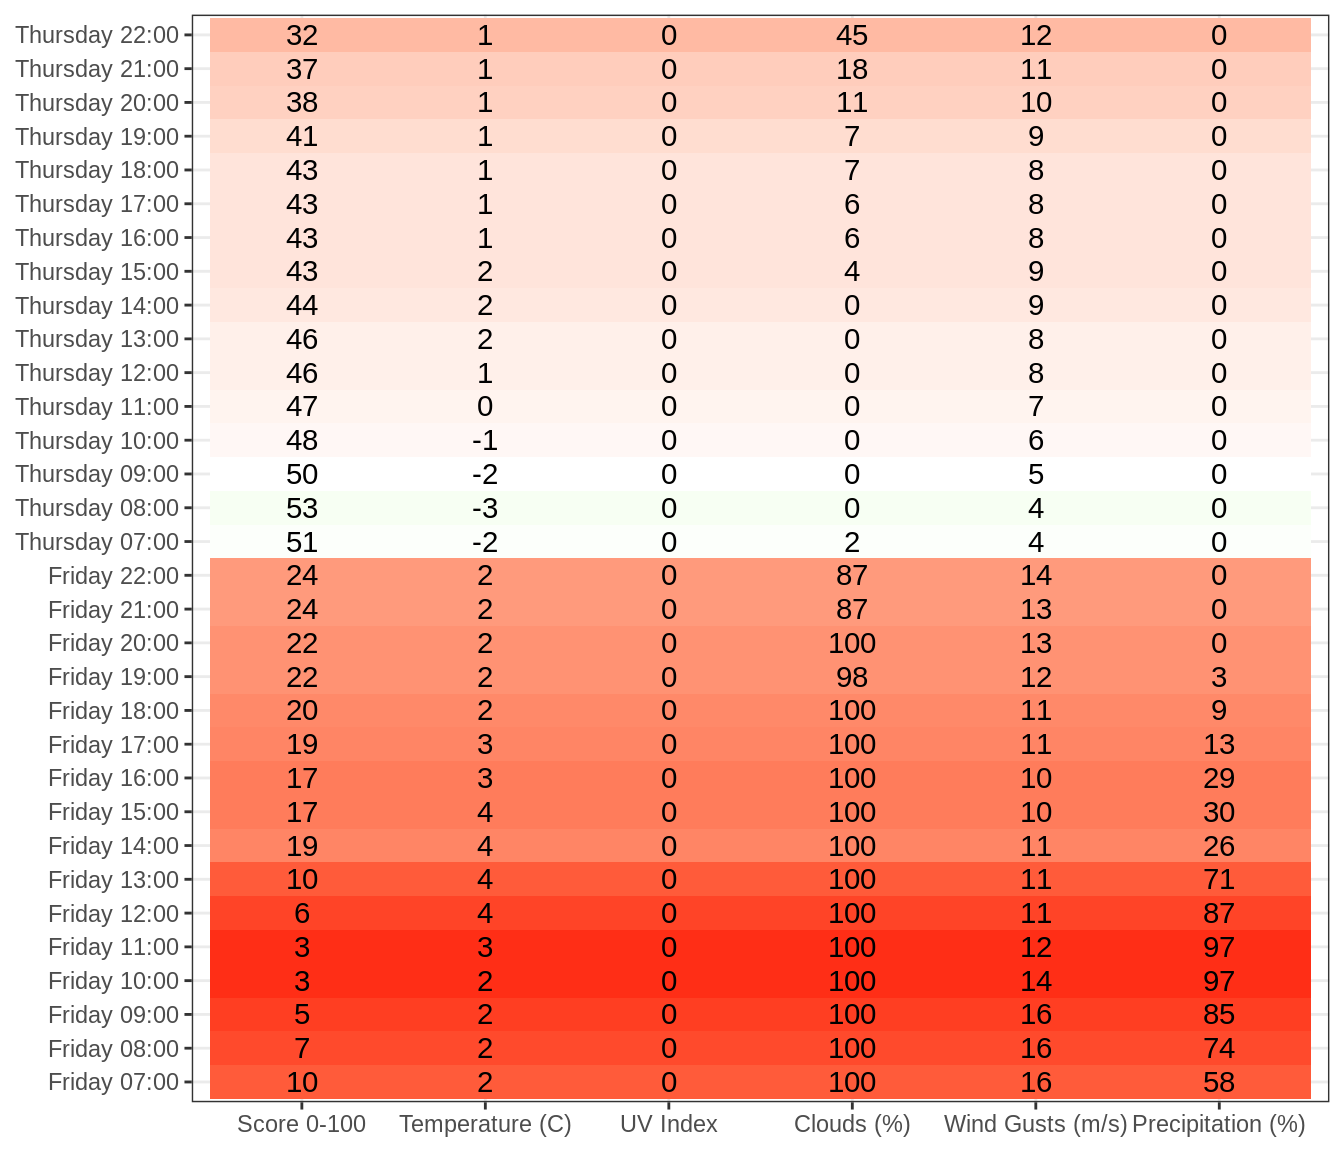 Thursday 22:00 32 1 0 45 12 0
Thursday 21:00 37 1 0 18 11 0
Thursday 20:00 38 1 0 11 10 0
Thursday 19:00 41 1 0 7 9 0
Thursday 18:00 43 1 0 7 8 0
Thursday 17:00 43 1 0 6 8 0
Thursday 16:00 43 1 0 6 8 0
Thursday 15:00 43 2 0 4 9 0
Thursday 14:00 44 2 0 0 9 0
Thursday 13:00 46 2 0 0 8 0
Thursday 12:00 46 1 0 0 8 0
Thursday 11:00 47 0 0 0 7 0
Thursday 10:00 48 -1 0 0 6 0
Thursday 09:00 50 -2 0 0 5 0
Thursday 08:00 53 -3 0 0 4 0
Thursday 07:00 51 -2 0 2 4 0
Friday 22:00 24 2 0 87 14 0
Friday 21:00 24 2 0 87 13 0
Friday 20:00 22 2 0 100 13 0
Friday 19:00 22 2 0 98 12 3
Friday 18:00 20 2 0 100 11 9
Friday 17:00 19 3 0 100 11 13
Friday 16:00 17 3 0 100 10 29
Friday 15:00 17 4 0 100 10 30
Friday 14:00 19 4 0 100 11 26
Friday 13:00 10 4 0 100 11 71
Friday 12:00 6 4 0 100 11 87
Friday 11:00 3 3 0 100 12 97
Friday 10:00 3 2 0 100 14 97
Friday 09:00 5 2 0 100 16 85
Friday 08:00 7 2 0 100 16 74
Friday 07:00 10 2 0 100 16 58
Score 0-100 Temperature (C) UV Index Clouds (%) Wind Gusts (m/s) Precipitation (%)